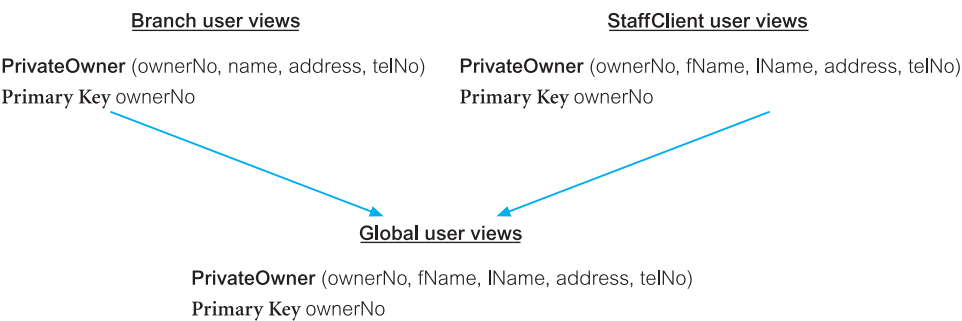 Branch user views
PrivateOwner (ownerNo, name, address, telNo)
Primary Key ownerNo
StaffClient user views
PrivateOwner (ownerNo, fName, lName, address, telNo)
Primary Key ownerNo
Global user views
PrivateOwner (ownerNo, fName, lName, address, telNo)
Primary Key ownerNo